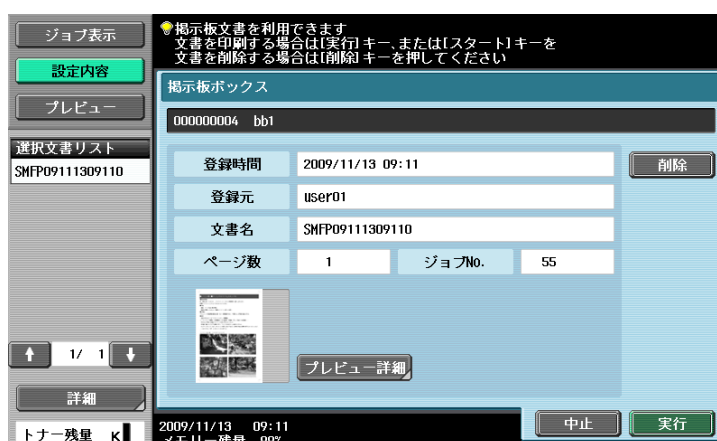 ジョブ表示
設定内容
プレビュー
選択文書リスト
SMFP09111309110
1/ 1
詳細
トナー残量 K
掲示板文書を利用できます
文書を印刷する場合は[実行]キー、または[スタート]キーを
文書を削除する場合は[削除]キーを押してください
掲示板ボックス
000000004 bb1
登録時間 2009/11/13 09:11
削除
登録元 user01
文書名 SMFP09111309110
ページ数 1 ジョブNo. 55
プレビュー詳細
2009/11/13 09:11
メモリー残量 99%
中止
実行